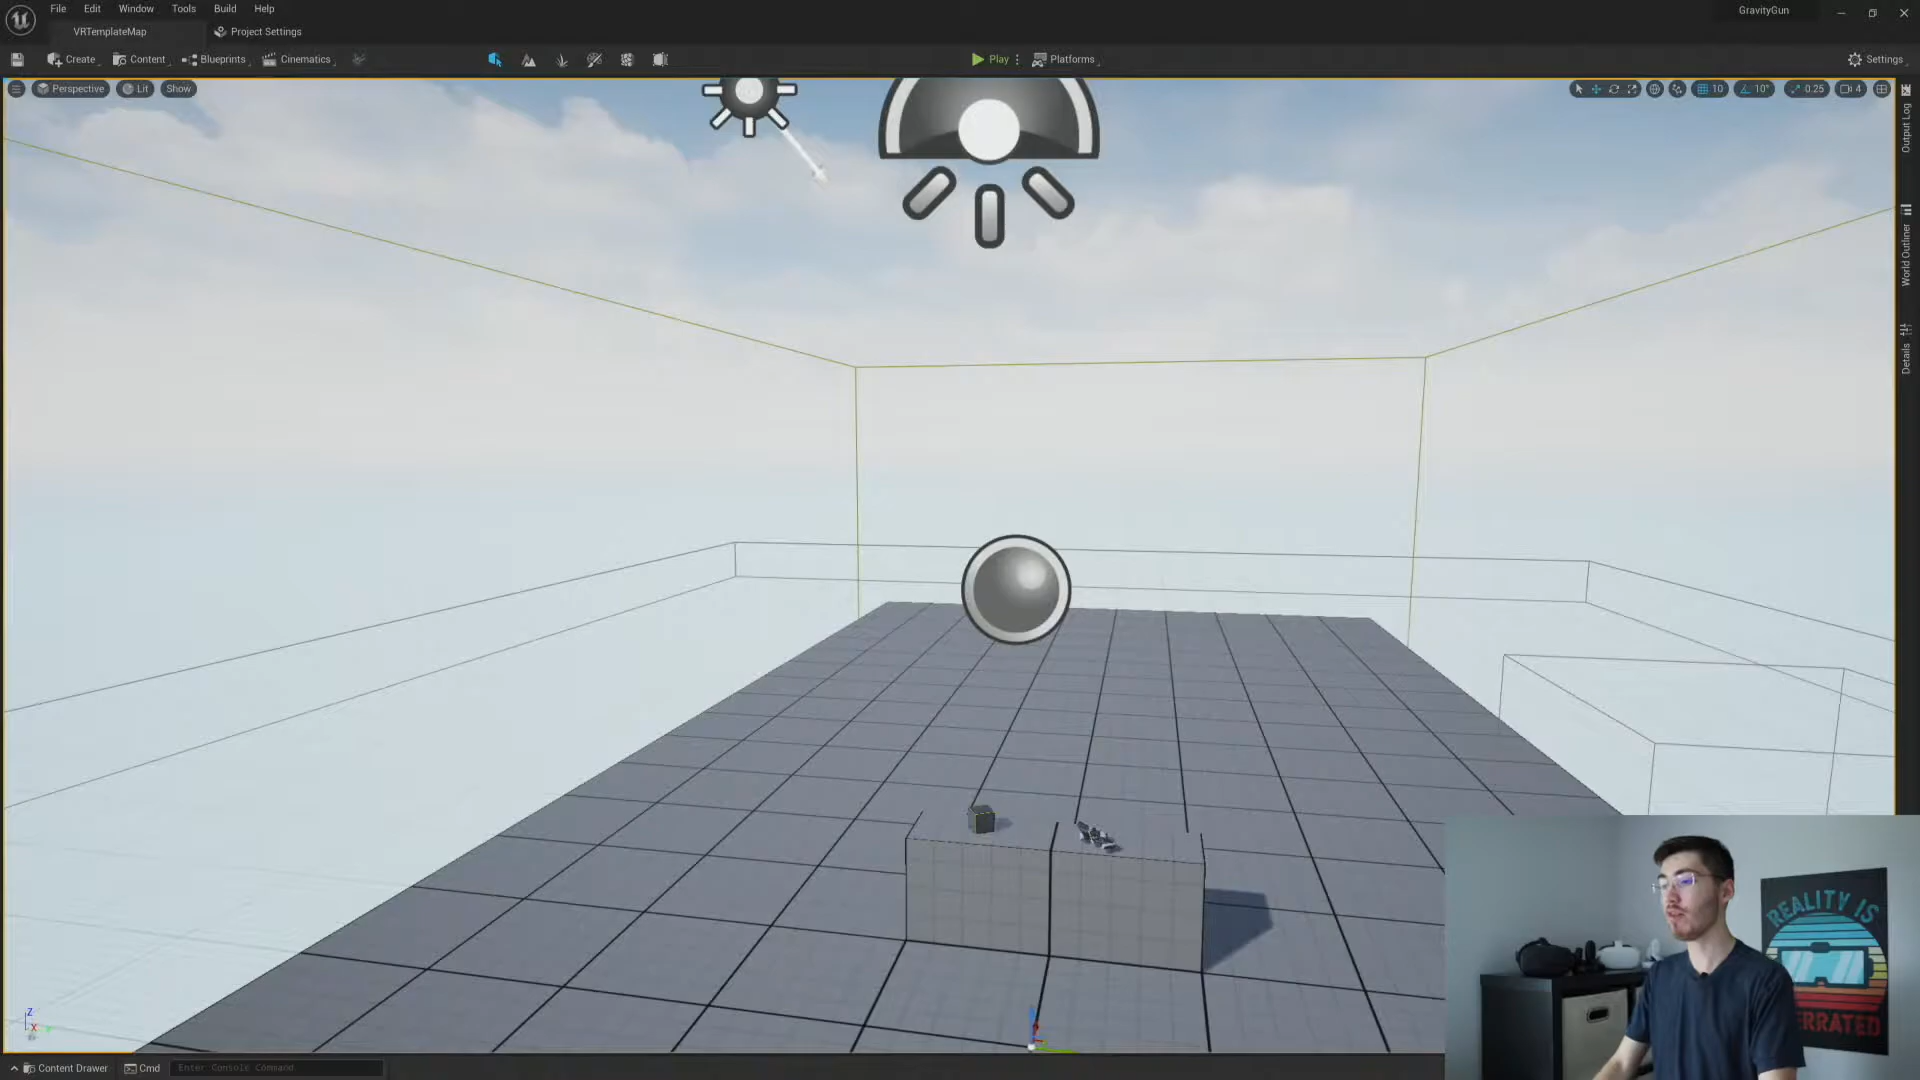 File Edit Window Tools Build Help
GravityGun
VRTemplateMap
Project Settings
Create
Content
Blueprints
Cinematics
Play
Platforms
Settings
Perspective
Lit
Show
10
10°
0.25
4
Output Log
World Outliner
Details
Z
X
REALITY IS
ERRATED
Content Drawer
Cmd
Enter Console Command